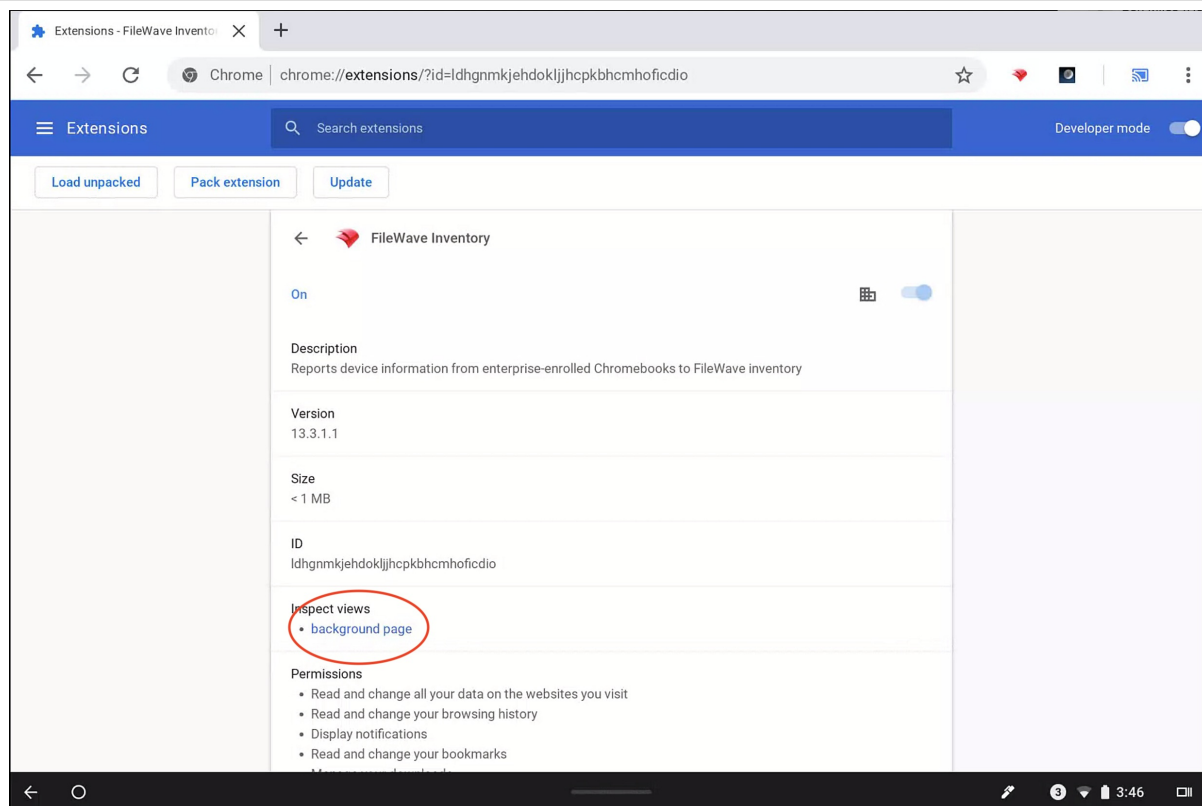 Extensions - FileWave Invento
Chrome chrome://extensions/?id=ldhgnmkjehdokljjhcpkbhcmhoficdio
Extensions
Search extensions
Developer mode
Load unpacked
Pack extension
Update
FileWave Inventory
On
Description
Reports device information from enterprise-enrolled Chromebooks to FileWave inventory
Version
13.3.1.1
Size
< 1 MB
ID
ldhgnmkjehdokljjhcpkbhcmhoficdio
Inspect views
• background page
Permissions
• Read and change all your data on the websites you visit
• Read and change your browsing history
• Display notifications
• Read and change your bookmarks
3 3:46